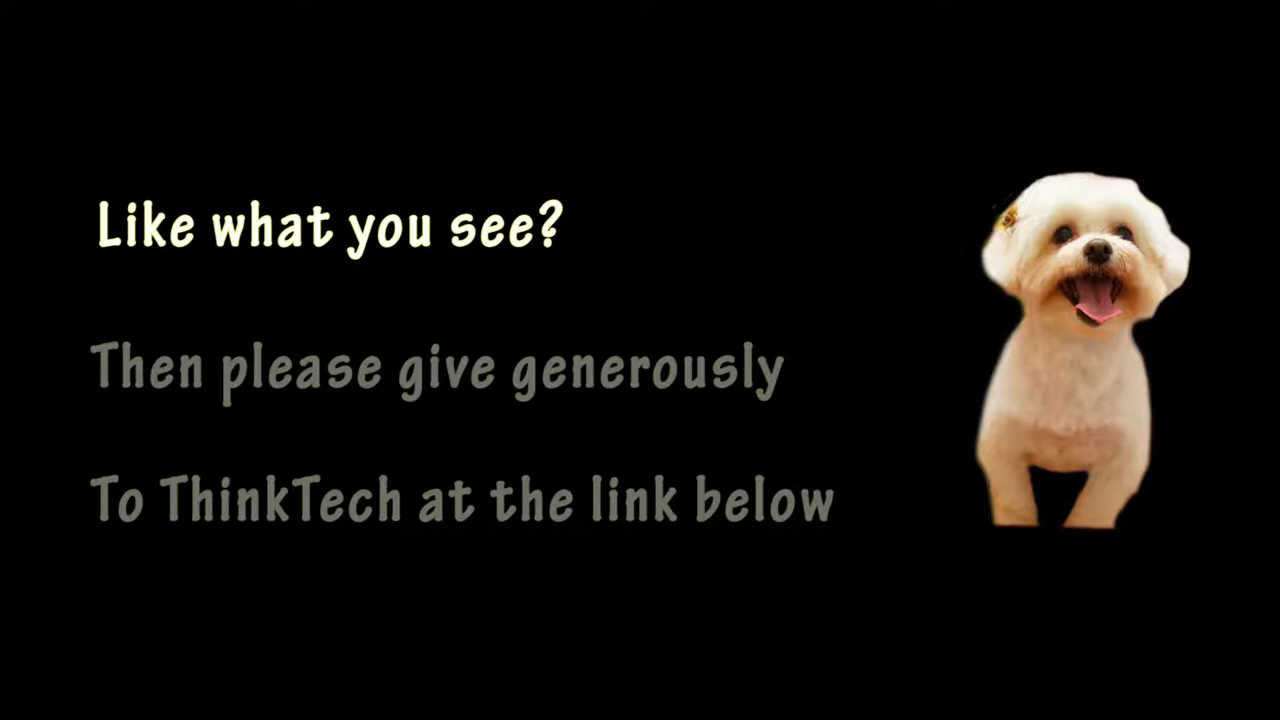 Like what you see?
Then please give generously
To ThinkTech at the link below